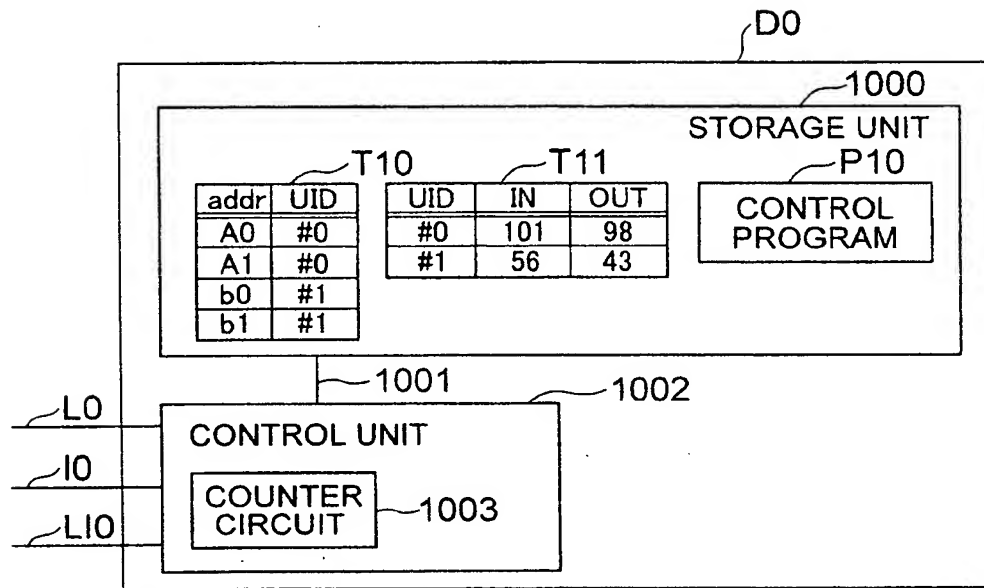 D0
1000
STORAGE UNIT
T10
T11
P10
addr UID
A0 #0
A1 #0
b0 #1
b1 #1
UID IN OUT
#0 101 98
#1 56 43
CONTROL
PROGRAM
1001
1002
L0
I0
LI0
CONTROL UNIT
COUNTER
CIRCUIT
1003